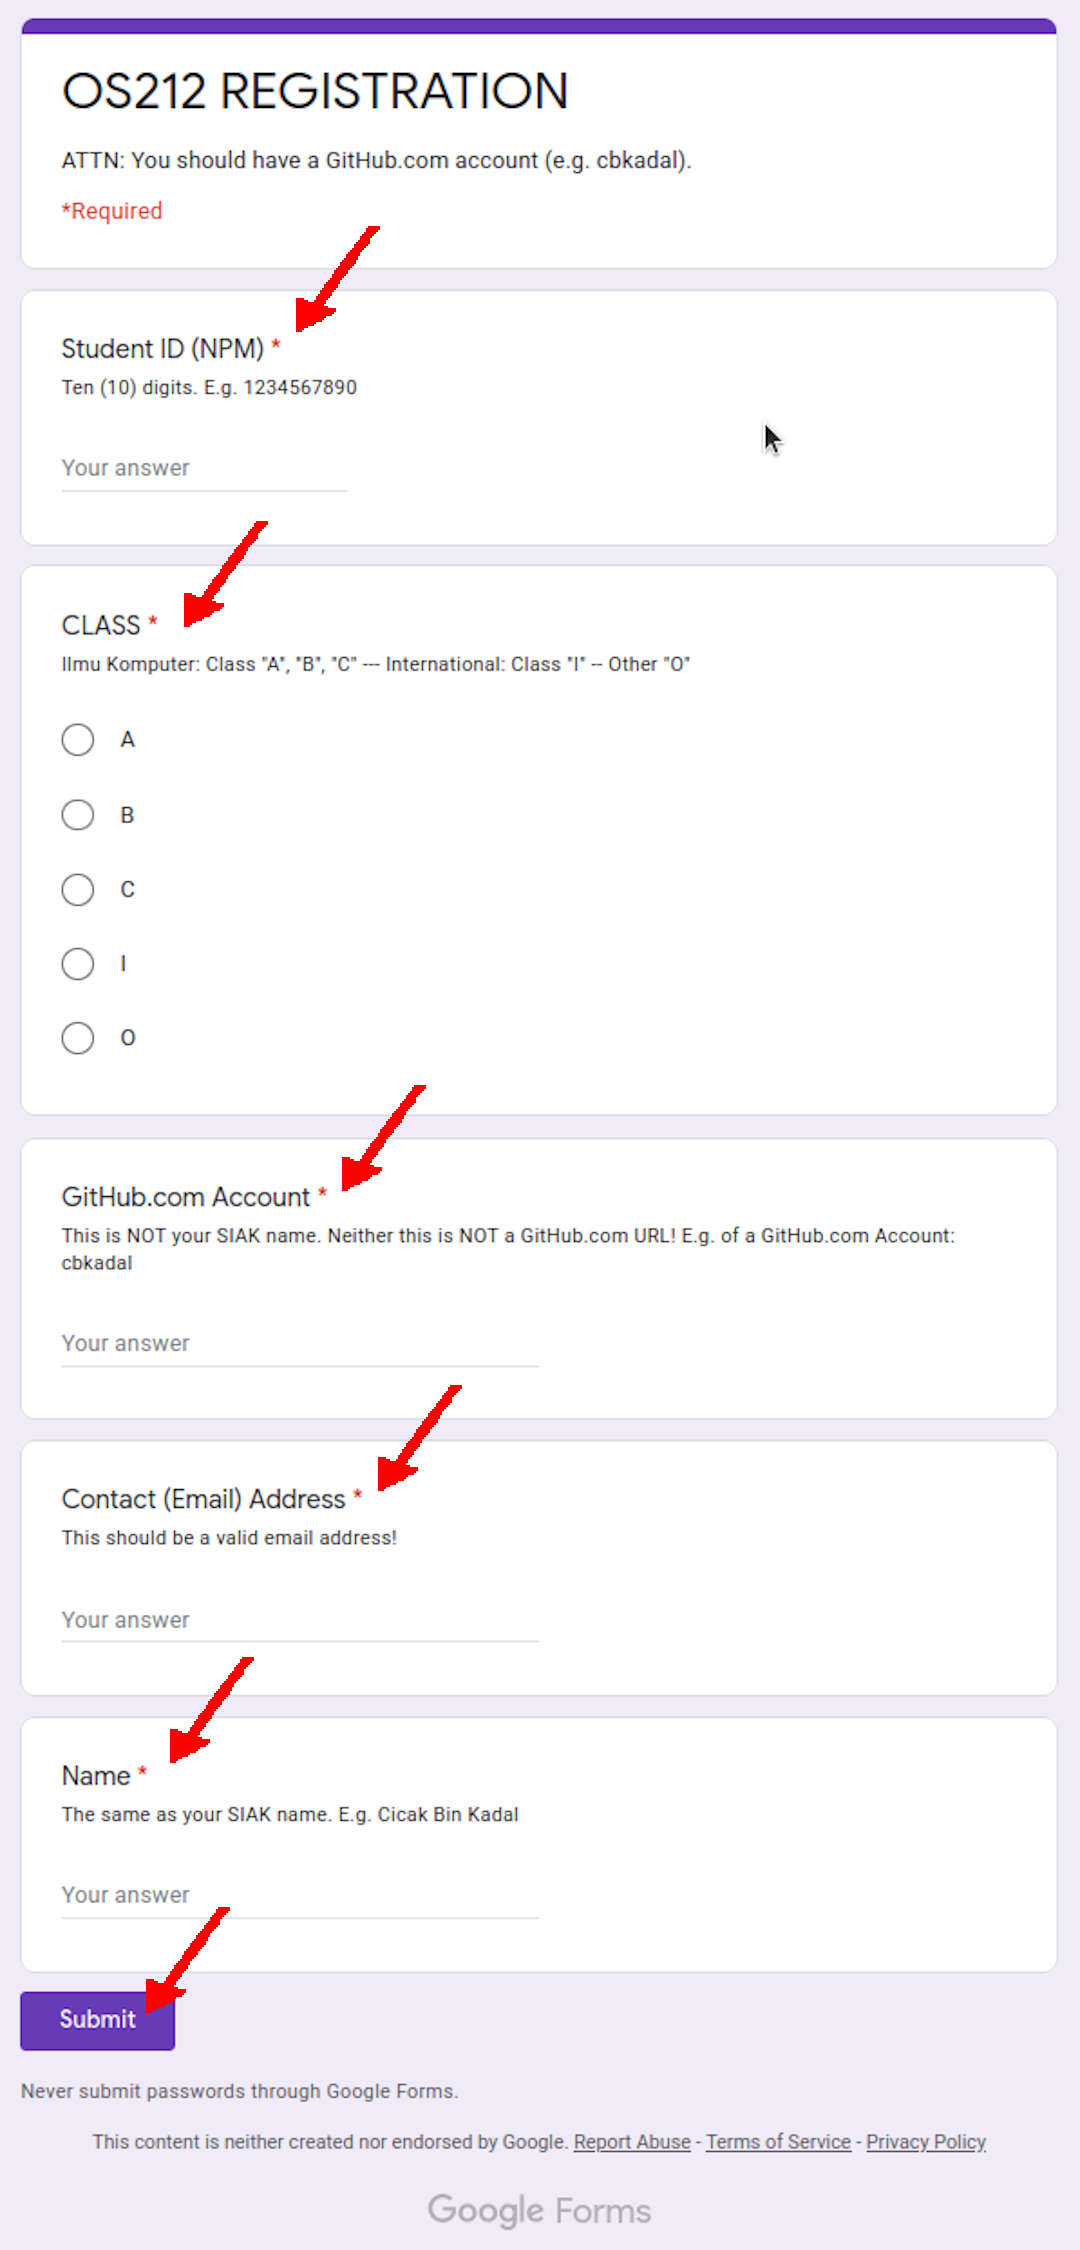 OS212 REGISTRATION
ATTN: You should have a GitHub.com account (e.g. cbkadal).
*Required
Student ID (NPM) *
Ten (10) digits. E.g. 1234567890
Your answer
CLASS *
Ilmu Komputer: Class "A", "B", "C" --- International: Class "I" -- Other "O"
A
B
C
I
O
GitHub.com Account *
This is NOT your SIAK name. Neither this is NOT a GitHub.com URL! E.g. of a GitHub.com Account:
cbkadal
Your answer
Contact (Email) Address *
This should be a valid email address!
Your answer
Name *
The same as your SIAK name. E.g. Cicak Bin Kadal
Your answer
Submit
Never submit passwords through Google Forms.
This content is neither created nor endorsed by Google. Report Abuse - Terms of Service - Privacy Policy
Google Forms